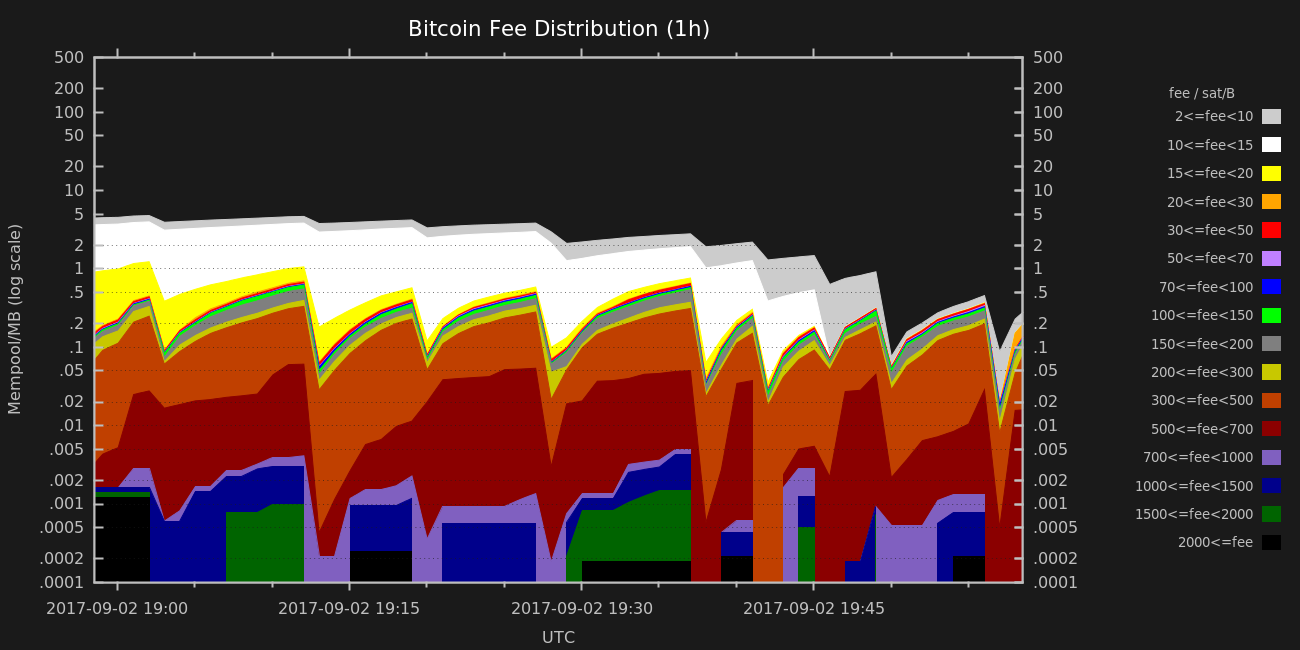 Bitcoin Fee Distribution (1h)
Mempool/MB (log scale)
500
200
100
50
20
10
5
2
1
.5
.2
.1
.05
.02
.01
.005
.002
.001
.0005
.0002
.0001
500
200
100
50
20
10
5
2
1
.5
.2
.1
.05
.02
.01
.005
.002
.001
.0005
.0002
.0001
2017-09-02 19:00
2017-09-02 19:15
2017-09-02 19:30
2017-09-02 19:45
UTC
fee / sat/B
2<=fee<10
10<=fee<15
15<=fee<20
20<=fee<30
30<=fee<50
50<=fee<70
70<=fee<100
100<=fee<150
150<=fee<200
200<=fee<300
300<=fee<500
500<=fee<700
700<=fee<1000
1000<=fee<1500
1500<=fee<2000
2000<=fee